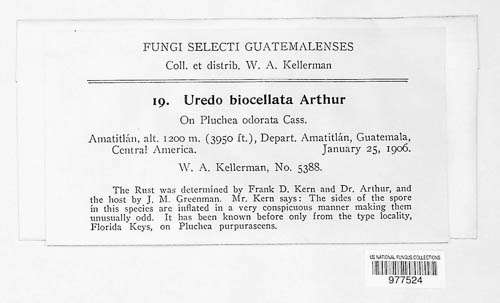 FUNGI SELECTI GUATEMALENSES
Coll. et distrib. W. A. Kellerman
19. Uredo biocellata Arthur
On Pluchea odorata Cass.
Amatitlán, alt. 1200 m. (3950 ft.), Depart. Amatitlán, Guatemala,
Central America. January 25, 1906.
W. A. Kellerman, No. 5388.
The Rust was determined by Frank D. Kern and Dr. Arthur, and
the host by J. M. Greenman. Mr. Kern says: The sides of the spore
in this species are inflated in a very conspicuous manner making them
unusually odd. It has been known before only from the type locality,
Florida Keys, on Pluchea purpurascens.
US NATIONAL FUNGUS COLLECTIONS
977524